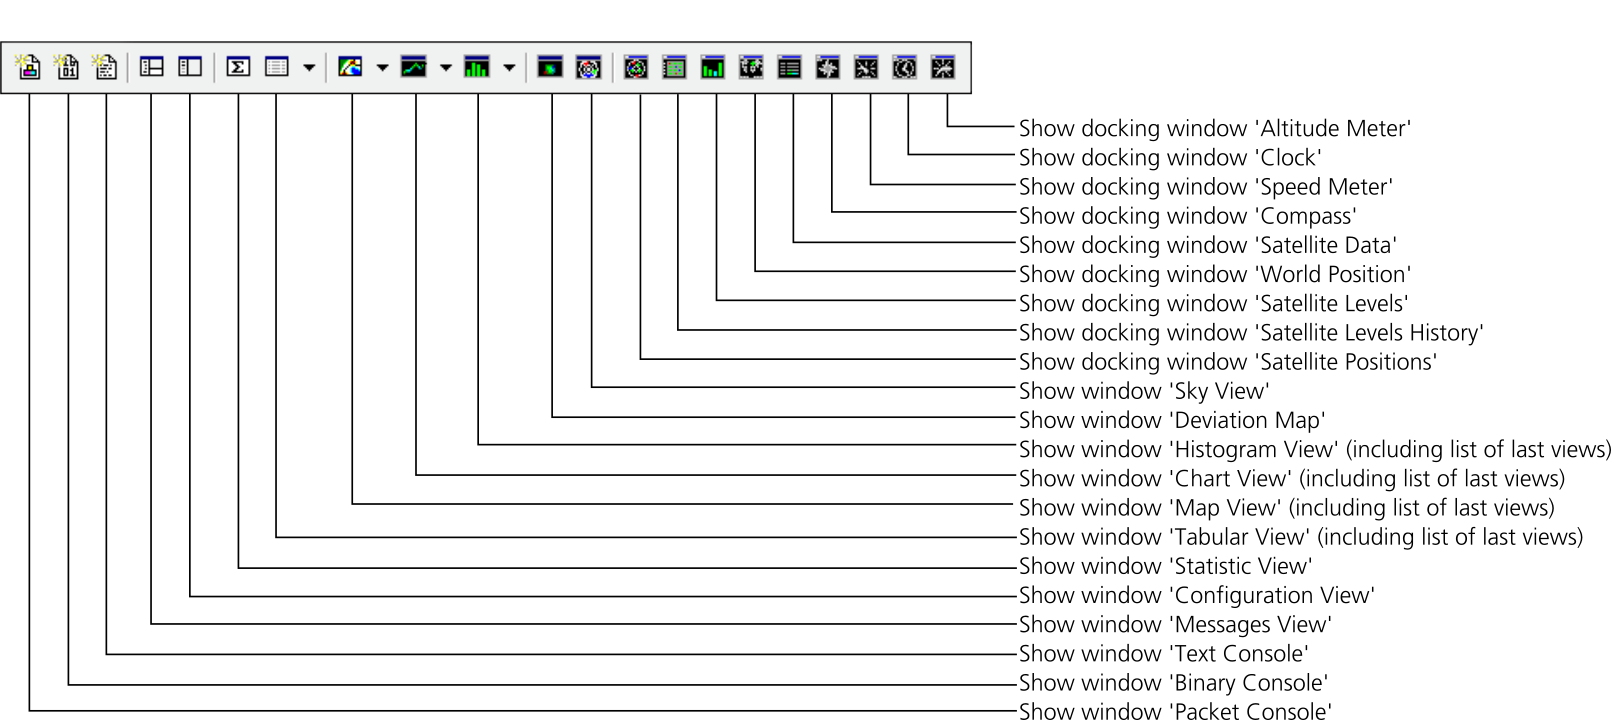 Show docking window 'Altitude Meter'
Show docking window 'Clock'
Show docking window 'Speed Meter'
Show docking window 'Compass'
Show docking window 'Satellite Data'
Show docking window 'World Position'
Show docking window 'Satellite Levels'
Show docking window 'Satellite Levels History'
Show docking window 'Satellite Positions'
Show window 'Sky View'
Show window 'Deviation Map'
Show window 'Histogram View' (including list of last views)
Show window 'Chart View' (including list of last views)
Show window 'Map View' (including list of last views)
Show window 'Tabular View' (including list of last views)
Show window 'Statistic View'
Show window 'Configuration View'
Show window 'Messages View'
Show window 'Text Console'
Show window 'Binary Console'
Show window 'Packet Console'